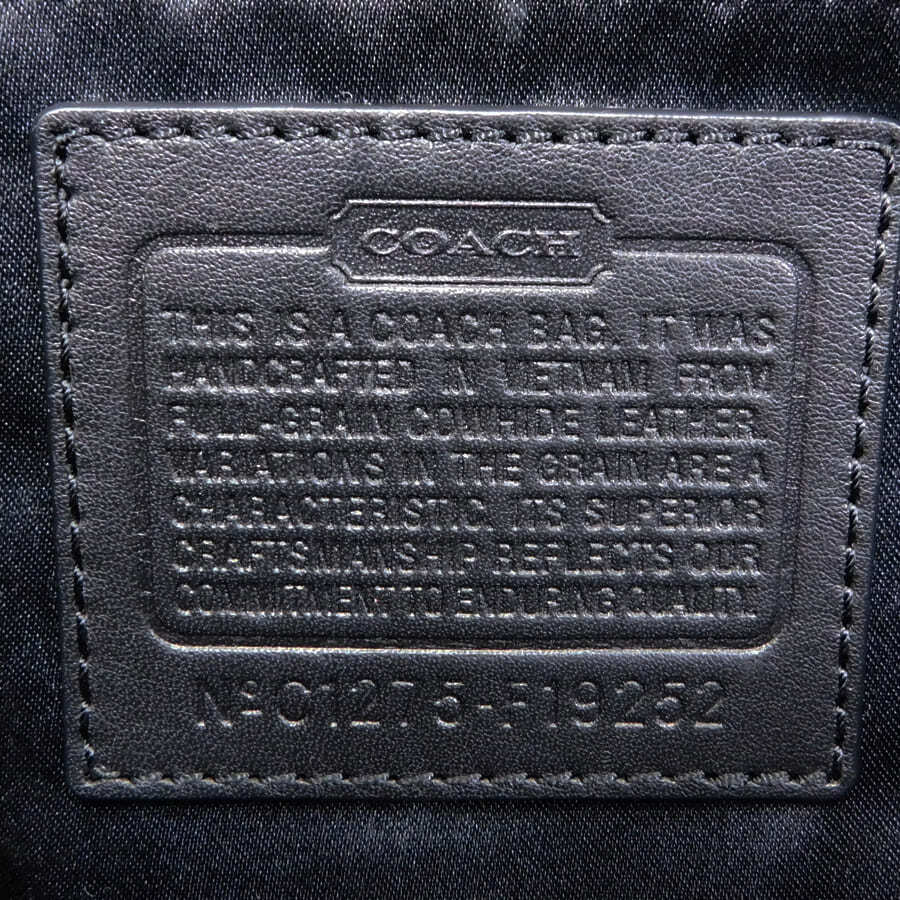 COACH
THIS IS A COACH BAG. IT WAS
HANDCRAFTED IN VIETNAM FROM
FULL-GRAIN COWHIDE LEATHER.
VARIATIONS IN THE GRAIN ARE A
CHARACTERISTIC. ITS SUPERIOR
CRAFTSMANSHIP REFLECTS OUR
COMMITMENT TO ENDURING QUALITY.
Nº C1275-F19252